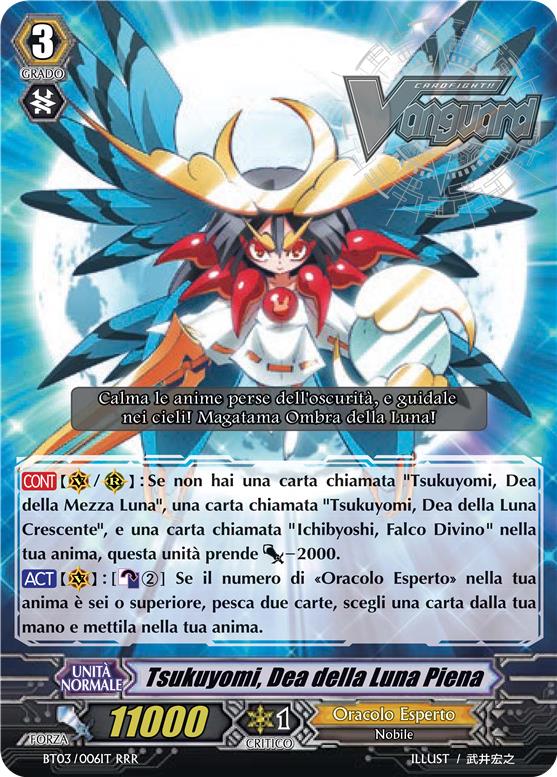 3
GRADO
CARDFIGHT!!
Vanguard
Calma le anime perse dell'oscurità, e guidale
nei cieli! Magatama Ombra della Luna!
CONT【V / R】: Se non hai una carta chiamata "Tsukuyomi, Dea
della Mezza Luna", una carta chiamata "Tsukuyomi, Dea della Luna
Crescente", e una carta chiamata "Ichibyoshi, Falco Divino" nella
tua anima, questa unità prende -2000.
ACT【V】: [②] Se il numero di «Oracolo Esperto» nella tua
anima è sei o superiore, pesca due carte, scegli una carta dalla tua
mano e mettila nella tua anima.
UNITÀ
NORMALE
Tsukuyomi, Dea della Luna Piena
FORZA
11000
1
CRITICO
Oracolo Esperto
Nobile
BT03/006IT RRR
ILLUST / 武井宏之